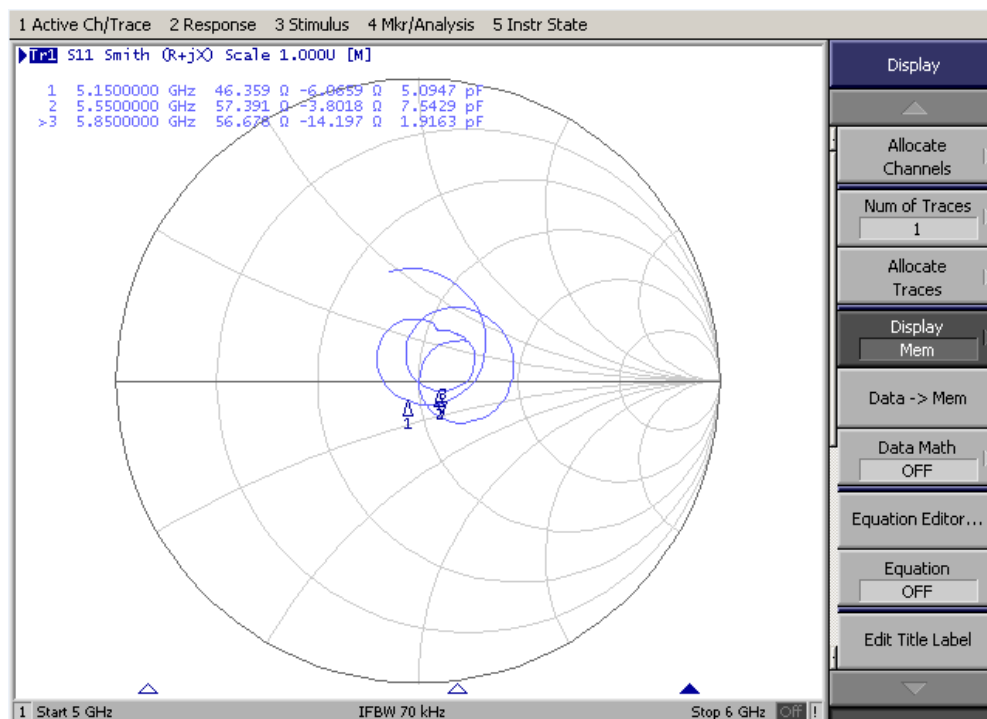 1 Active Ch/Trace 2 Response 3 Stimulus 4 Mkr/Analysis 5 Instr State
Tr1 S11 Smith (R+jX) Scale 1.000U [M]
1 5.1500000 GHz 46.359 Ω -6.0659 Ω 5.0947 pF
2 5.5500000 GHz 57.391 Ω -3.8018 Ω 7.5429 pF
>3 5.8500000 GHz 56.678 Ω -14.197 Ω 1.9163 pF
1
Display
Allocate
Channels
Num of Traces
1
Allocate
Traces
Display
Mem
Data -> Mem
Data Math
OFF
Equation Editor...
Equation
OFF
Edit Title Label
1 Start 5 GHz IFBW 70 kHz Stop 6 GHz Off !